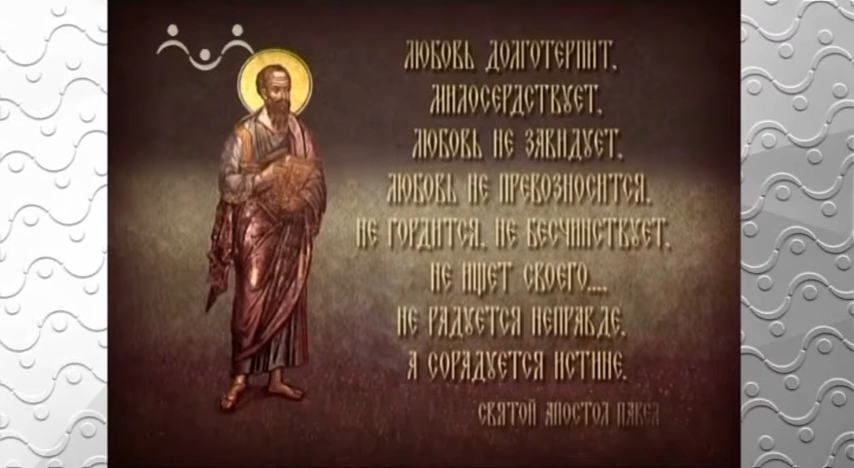 ЛЮБОВЬ ДОЛГОТЕРПИТ,
МИЛОСЕРДСТВУЕТ,
ЛЮБОВЬ НЕ ЗАВИДУЕТ,
ЛЮБОВЬ НЕ ПРЕВОЗНОСИТСЯ,
НЕ ГОРДИТСЯ, НЕ БЕСЧИНСТВУЕТ,
НЕ ИЩЕТ СВОЕГО....
НЕ РАДУЕТСЯ НЕПРАВДЕ,
А СОРАДУЕТСЯ ИСТИНЕ.
СВЯТОЙ АПОСТОЛ ПАВЕЛ